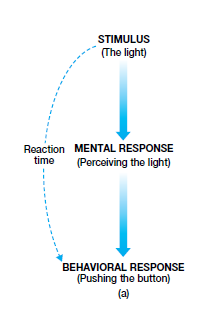 STIMULUS
(The light)
Reaction
time
MENTAL RESPONSE
(Perceiving the light)
BEHAVIORAL RESPONSE
(Pushing the button)
(a)